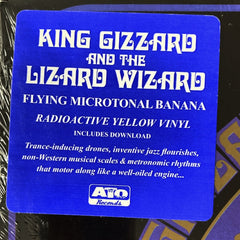 KING GIZZARD
AND THE
LIZARD WIZARD
FLYING MICROTONAL BANANA
RADIOACTIVE YELLOW VINYL
INCLUDES DOWNLOAD
Trance-inducing drones, inventive jazz flourishes,
non-Western musical scales & metronomic rhythms
that motor along like a well-oiled engine...
ATO
Records